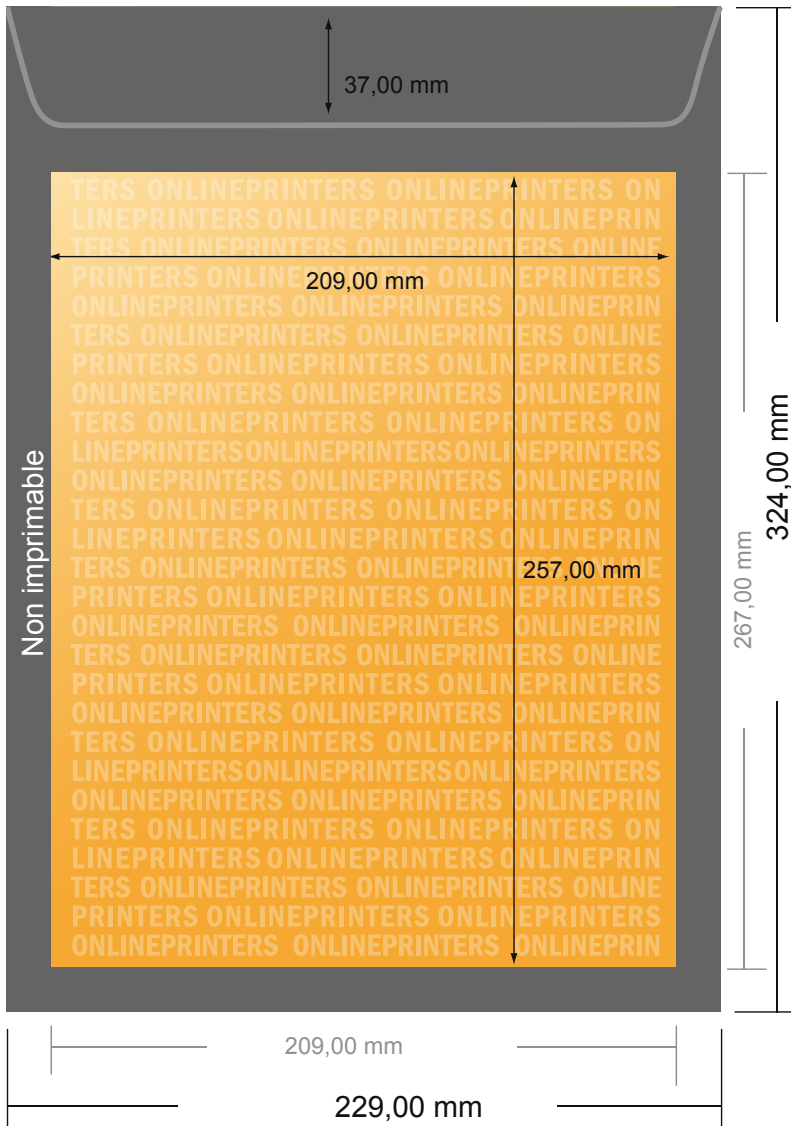 37,00 mm
TERS ONLINEPRINTERS ONLINEPRINTERS ON
LINEPRINTERS ONLINEPRINTERS ONLINEPRIN
TERS ONLINEPRINTERS ONLINEPRINTERS ONLINE
PRINTERS ONLINEPRINTERS ONLINEPRINTERS
209,00 mm
ONLINEPRINTERS ONLINEPRINTERS ONLINEPRIN
TERS ONLINEPRINTERS ONLINEPRINTERS ONLINE
PRINTERS ONLINEPRINTERS ONLINEPRINTERS
ONLINEPRINTERS ONLINEPRINTERS ONLINEPRIN
TERS ONLINEPRINTERS ONLINEPRINTERS ON
LINEPRINTERSONLINEPRINTERSONLINEPRINTERS
ONLINEPRINTERS ONLINEPRINTERS ONLINEPRIN
TERS ONLINEPRINTERS ONLINEPRINTERS ON
LINEPRINTERS ONLINEPRINTERS ONLINEPRIN
TERS ONLINEPRINTERS ONLINEPRINTERS ONLINE
257,00 mm
PRINTERS ONLINEPRINTERS ONLINEPRINTERS
ONLINEPRINTERS ONLINEPRINTERS ONLINEPRIN
TERS ONLINEPRINTERS ONLINEPRINTERS ONLINE
PRINTERS ONLINEPRINTERS ONLINEPRINTERS
ONLINEPRINTERS ONLINEPRINTERS ONLINEPRIN
TERS ONLINEPRINTERS ONLINEPRINTERS ON
LINEPRINTERSONLINEPRINTERSONLINEPRINTERS
ONLINEPRINTERS ONLINEPRINTERS ONLINEPRIN
TERS ONLINEPRINTERS ONLINEPRINTERS ON
LINEPRINTERS ONLINEPRINTERS ONLINEPRIN
TERS ONLINEPRINTERS ONLINEPRINTERS ONLINE
PRINTERS ONLINEPRINTERS ONLINEPRINTERS
ONLINEPRINTERS ONLINEPRINTERS ONLINEPRIN
Non imprimable
267,00 mm
324,00 mm
209,00 mm
229,00 mm